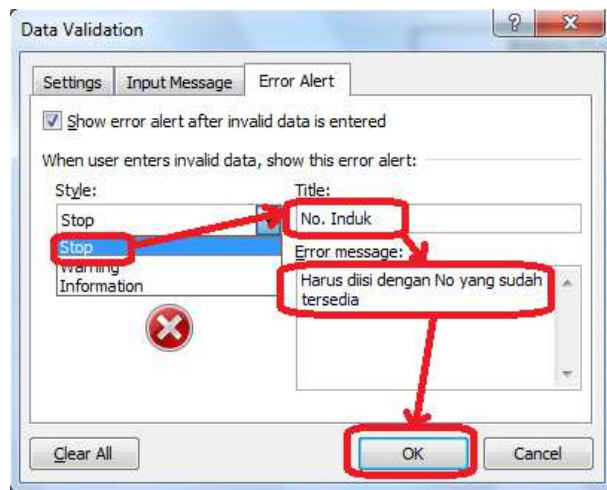 Data Validation
Settings Input Message Error Alert
Show error alert after invalid data is entered
When user enters invalid data, show this error alert:
Style: Title:
Stop No. Induk
Stop Error message:
Warning Harus diisi dengan No yang sudah
Information tersedia
Clear All OK Cancel